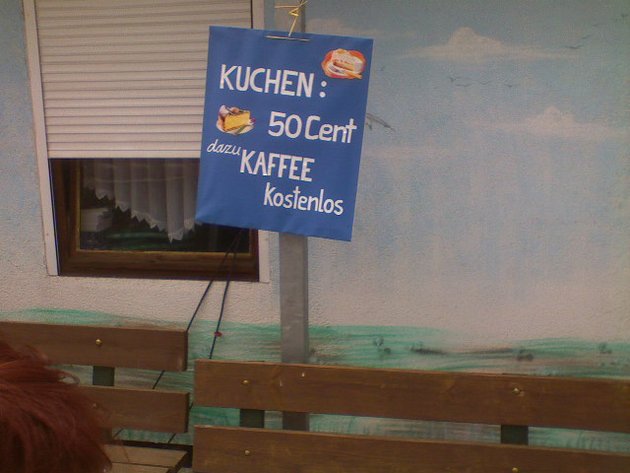 KUCHEN:
50 Cent
dazu KAFFEE
Kostenlos